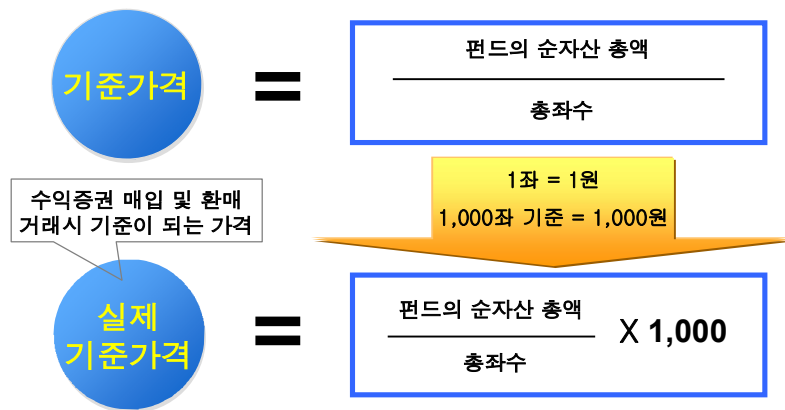 기준가격
=
펀드의 순자산 총액
총좌수
1좌 = 1원
1,000좌 기준 = 1,000원
수익증권 매입 및 환매
거래시 기준이 되는 가격
실제
기준가격
=
펀드의 순자산 총액
총좌수
X 1,000